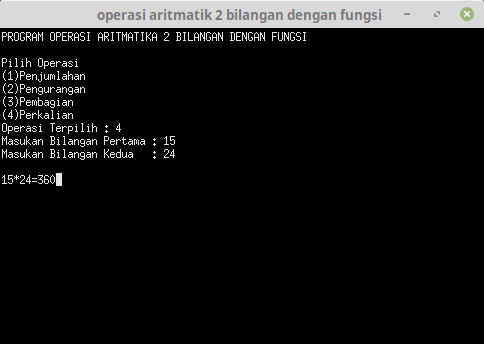 operasi aritmatik 2 bilangan dengan fungsi
PROGRAM OPERASI ARITMATIKA 2 BILANGAN DENGAN FUNGSI
Pilih Operasi
(1)Penjumlahan
(2)Pengurangan
(3)Pembagian
(4)Perkalian
Operasi Terpilih : 4
Masukan Bilangan Pertama : 15
Masukan Bilangan Kedua   : 24
15*24=360